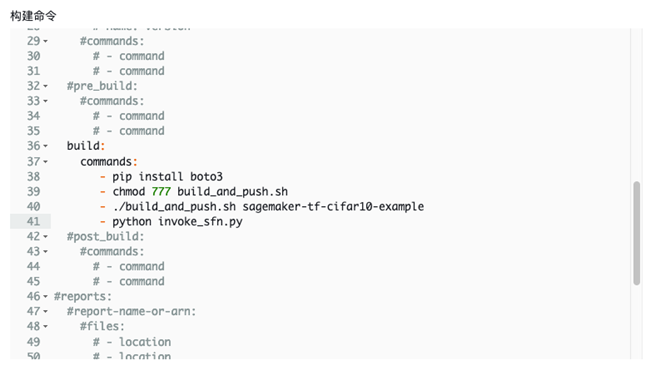 构建命令
28 # name: version
29 #commands:
30 # - command
31 # - command
32 #pre_build:
33 #commands:
34 # - command
35 # - command
36 build:
37 commands:
38 - pip install boto3
39 - chmod 777 build_and_push.sh
40 - ./build_and_push.sh sagemaker-tf-cifar10-example
41 - python invoke_sfn.py
42 #post_build:
43 #commands:
44 # - command
45 # - command
46 #reports:
47 #report-name-or-arn:
48 #files:
49 # - location
50 # - location